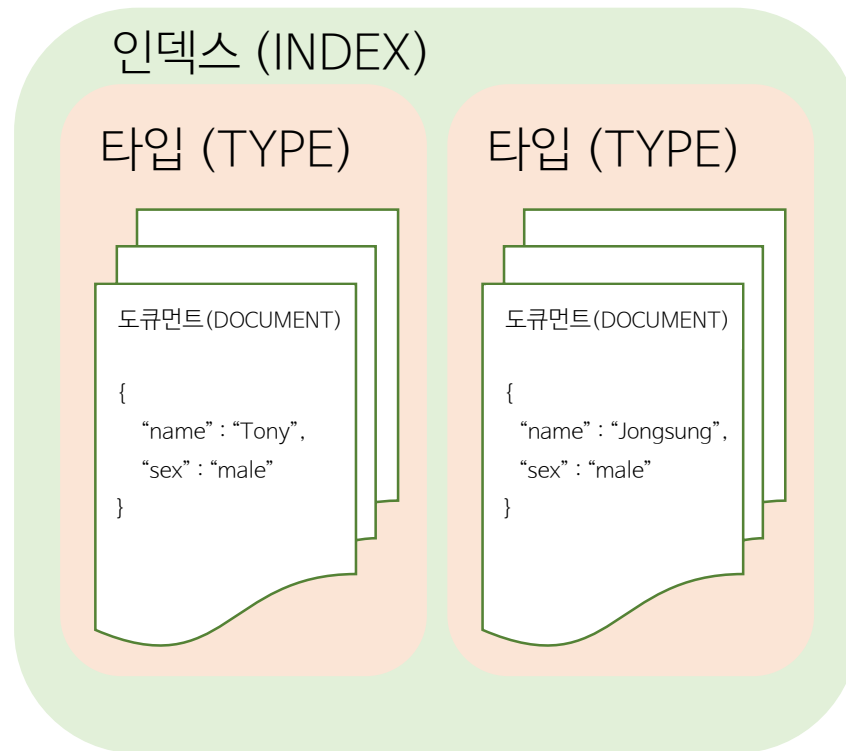 인덱스 (INDEX)
타입 (TYPE)
도큐먼트(DOCUMENT)
{
“name” : “Tony”,
“sex” : “male”
}
타입 (TYPE)
도큐먼트(DOCUMENT)
{
“name” : “Jongsung”,
“sex” : “male”
}